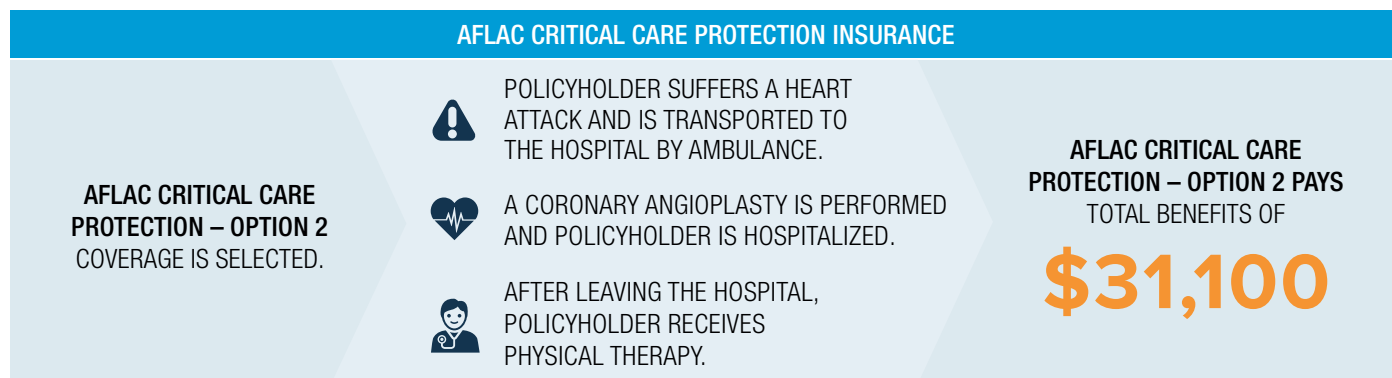 AFLAC CRITICAL CARE PROTECTION INSURANCE
AFLAC CRITICAL CARE
PROTECTION – OPTION 2
COVERAGE IS SELECTED.
POLICYHOLDER SUFFERS A HEART
ATTACK AND IS TRANSPORTED TO
THE HOSPITAL BY AMBULANCE.
A CORONARY ANGIOPLASTY IS PERFORMED
AND POLICYHOLDER IS HOSPITALIZED.
AFTER LEAVING THE HOSPITAL,
POLICYHOLDER RECEIVES
PHYSICAL THERAPY.
AFLAC CRITICAL CARE
PROTECTION – OPTION 2 PAYS
TOTAL BENEFITS OF
$31,100